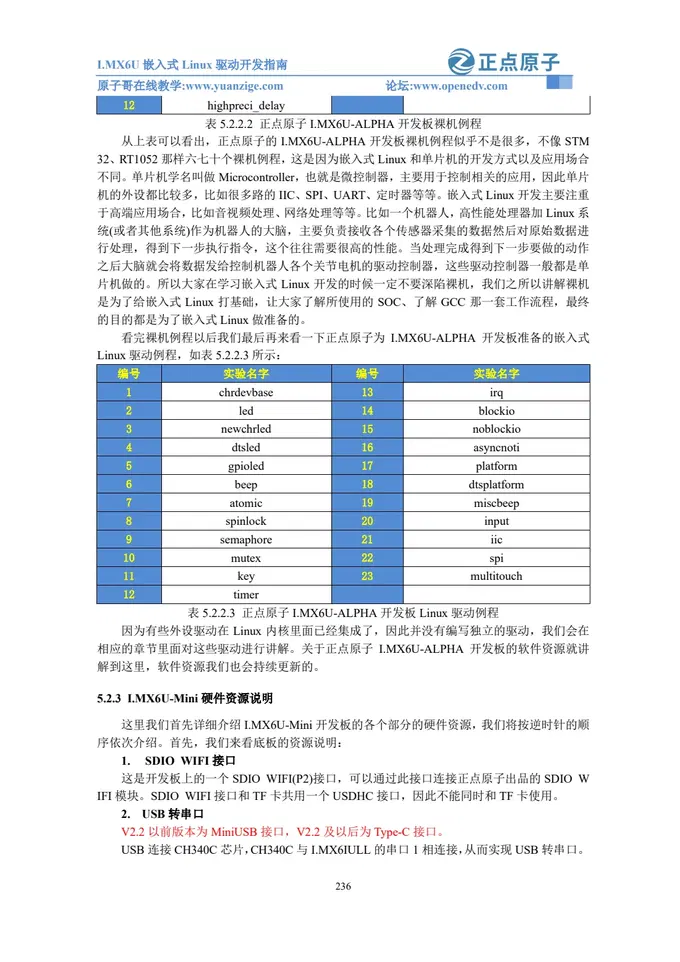 I.MX6U 嵌入式 Linux 驱动开发指南
正点原子
原子哥在线教学:www.yuanzige.com 论坛:www.openedv.com
12 highpreci_delay
表 5.2.2.2 正点原子 I.MX6U-ALPHA 开发板裸机例程
从上表可以看出，正点原子的 I.MX6U-ALPHA 开发板裸机例程似乎不是很多，不像 STM
32、RT1052 那样六七十个裸机例程，这是因为嵌入式 Linux 和单片机的开发方式以及应用场合
不同。单片机学名叫做 Microcontroller，也就是微控制器，主要用于控制相关的应用，因此单片
机的外设都比较多，比如很多路的 IIC、SPI、UART、定时器等等。嵌入式 Linux 开发主要注重
于高端应用场合，比如音视频处理、网络处理等等。比如一个机器人，高性能处理器加 Linux 系
统(或者其他系统)作为机器人的大脑，主要负责接收各个传感器采集的数据然后对原始数据进
行处理，得到下一步执行指令，这个往往需要很高的性能。当处理完成得到下一步要做的动作
之后大脑就会将数据发给控制机器人各个关节电机的驱动控制器，这些驱动控制器一般都是单
片机做的。所以大家在学习嵌入式 Linux 开发的时候一定不要深陷裸机，我们之所以讲解裸机
是为了给嵌入式 Linux 打基础，让大家了解所使用的 SOC、了解 GCC 那一套工作流程，最终
的目的都是为了嵌入式 Linux 做准备的。
看完裸机例程以后我们最后再来看一下正点原子为 I.MX6U-ALPHA 开发板准备的嵌入式
Linux 驱动例程，如表 5.2.2.3 所示：
编号 实验名字 编号 实验名字
1 chrdevbase 13 irq
2 led 14 blockio
3 newchrled 15 noblockio
4 dtsled 16 asyncnoti
5 gpioled 17 platform
6 beep 18 dtsplatform
7 atomic 19 miscbeep
8 spinlock 20 input
9 semaphore 21 iic
10 mutex 22 spi
11 key 23 multitouch
12 timer
表 5.2.2.3 正点原子 I.MX6U-ALPHA 开发板 Linux 驱动例程
因为有些外设驱动在 Linux 内核里面已经集成了，因此并没有编写独立的驱动，我们会在
相应的章节里面对这些驱动进行讲解。关于正点原子 I.MX6U-ALPHA 开发板的软件资源就讲
解到这里，软件资源我们也会持续更新的。
5.2.3 I.MX6U-Mini 硬件资源说明
这里我们首先详细介绍 I.MX6U-Mini 开发板的各个部分的硬件资源，我们将按逆时针的顺
序依次介绍。首先，我们来看底板的资源说明：
1. SDIO WIFI 接口
这是开发板上的一个 SDIO WIFI(P2)接口，可以通过此接口连接正点原子出品的 SDIO W
IFI 模块。SDIO WIFI 接口和 TF 卡共用一个 USDHC 接口，因此不能同时和 TF 卡使用。
2. USB 转串口
V2.2 以前版本为 MiniUSB 接口，V2.2 及以后为 Type-C 接口。
USB 连接 CH340C 芯片，CH340C 与 I.MX6IULL 的串口 1 相连接，从而实现 USB 转串口。
236